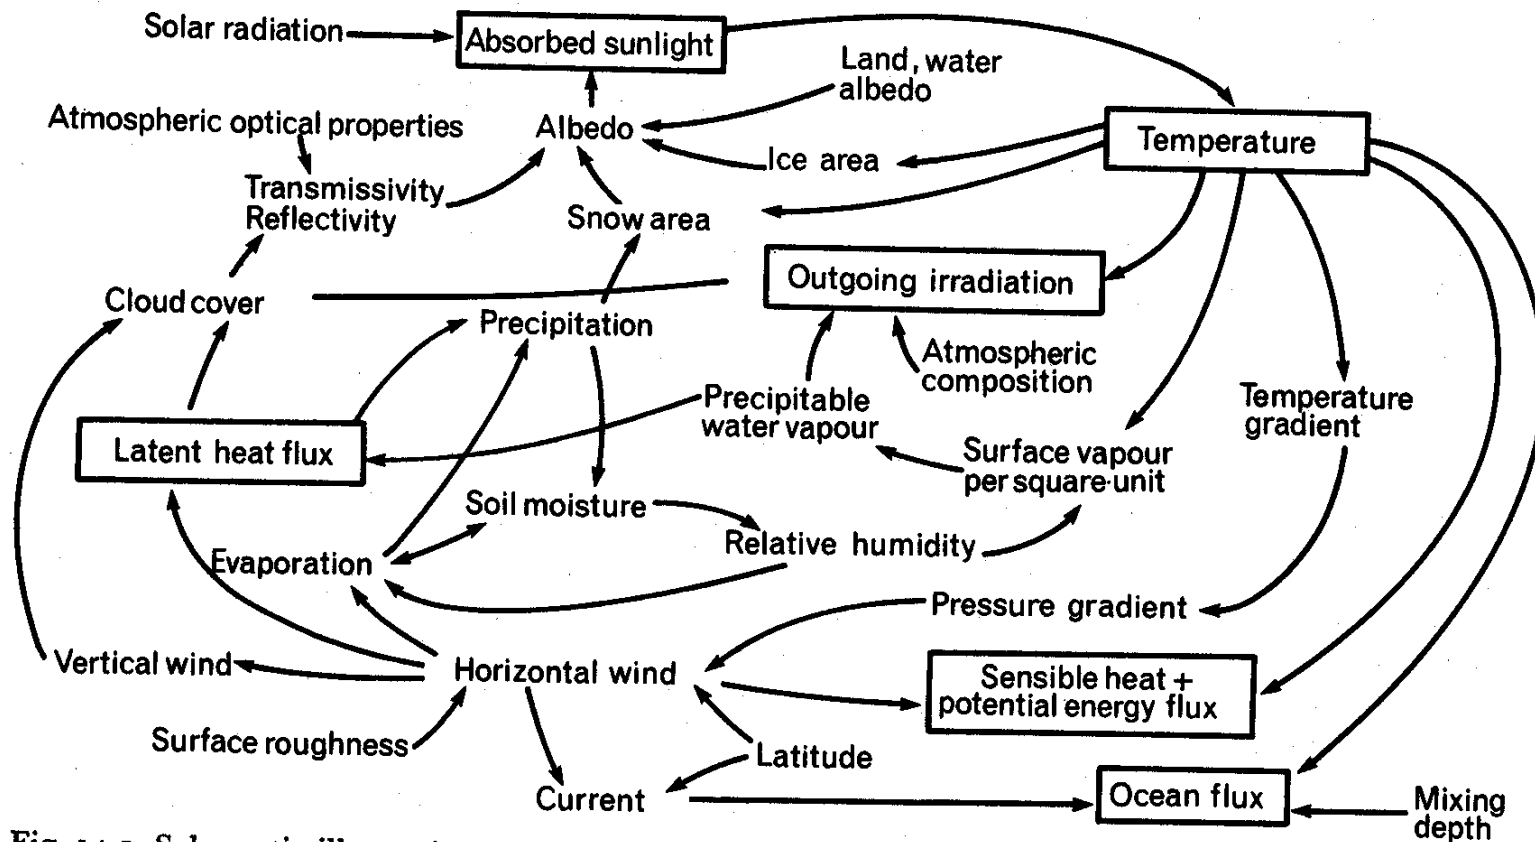 Solar radiation
Absorbed sunlight
Land, water
albedo
Atmospheric optical properties
Albedo
Temperature
Ice area
Transmissivity
Reflectivity
Snow area
Outgoing irradiation
Cloud cover
Precipitation
Atmospheric
composition
Precipitable
water vapour
Temperature
gradient
Latent heat flux
Surface vapour
per square unit
Soil moisture
Relative humidity
Evaporation
Pressure gradient
Vertical wind
Horizontal wind
Sensible heat +
potential energy flux
Surface roughness
Latitude
Current
Ocean flux
Mixing
depth